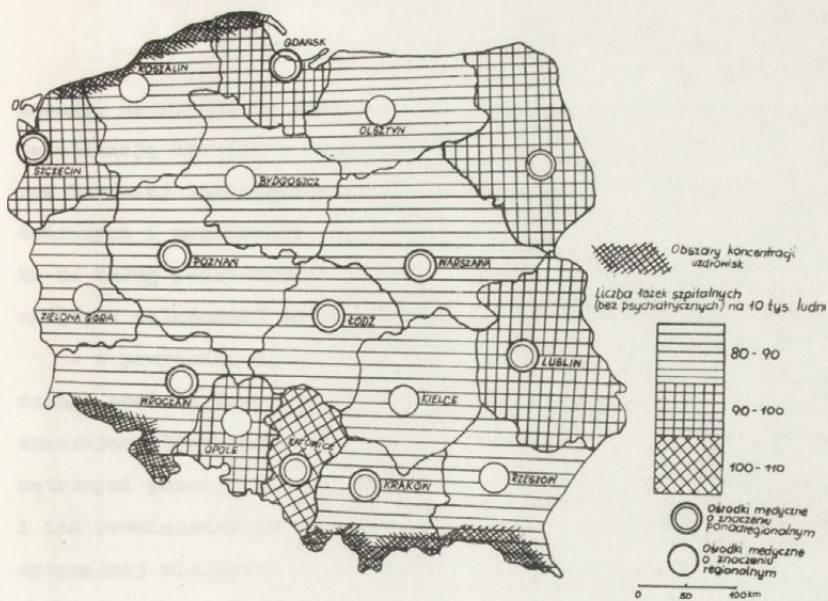 GDAŃSK
KOSZALIN
OLSZTYN
SZCZECIN
BYDGOSZCZ
POZNAŃ
WARSZAWA
ZIELONA GÓRA
ŁÓDŹ
LUBLIN
WROCŁAW
KIELCE
OPOLE
KATOWICE
KRAKÓW
RZESZÓW
Obszary koncentracji
uzdrowisk
Liczba łóżek szpitalnych
(bez psychiatrycznych) na 10 tys. ludn
80-90
90-100
100-110
Ośrodki medyczne
o znaczeniu
ponadregionalnym
Ośrodki medyczne
o znaczeniu
regionalnym
0 50 100 km